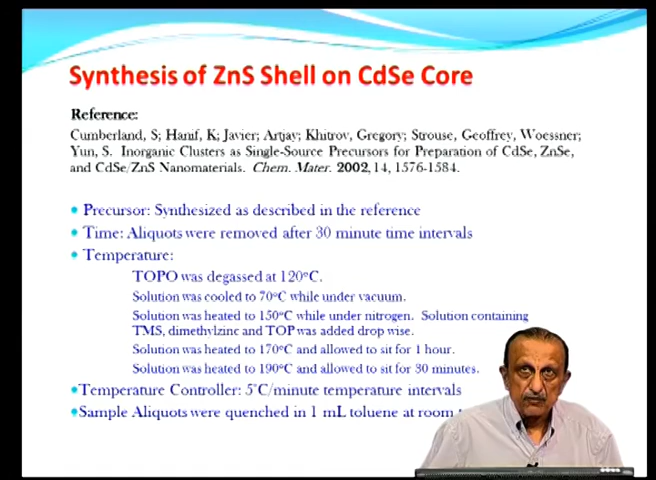 Synthesis of ZnS Shell on CdSe Core
Reference:
Cumberland, S; Hanif, K; Javier; Artjay; Khitrov, Gregory; Strouse, Geoffrey, Woessner;
Yun, S. Inorganic Clusters as Single-Source Precursors for Preparation of CdSe, ZnSe,
and CdSe/ZnS Nanomaterials. Chem. Mater. 2002, 14, 1576-1584.
Precursor: Synthesized as described in the reference
Time: Aliquots were removed after 30 minute time intervals
Temperature:
TOPO was degassed at 120°C.
Solution was cooled to 70°C while under vacuum.
Solution was heated to 150°C while under nitrogen. Solution containing
TMS, dimethylzinc and TOP was added drop wise.
Solution was heated to 170°C and allowed to sit for 1 hour.
Solution was heated to 190°C and allowed to sit for 30 minutes.
Temperature Controller: 5°C/minute temperature intervals
Sample Aliquots were quenched in 1 mL toluene at room